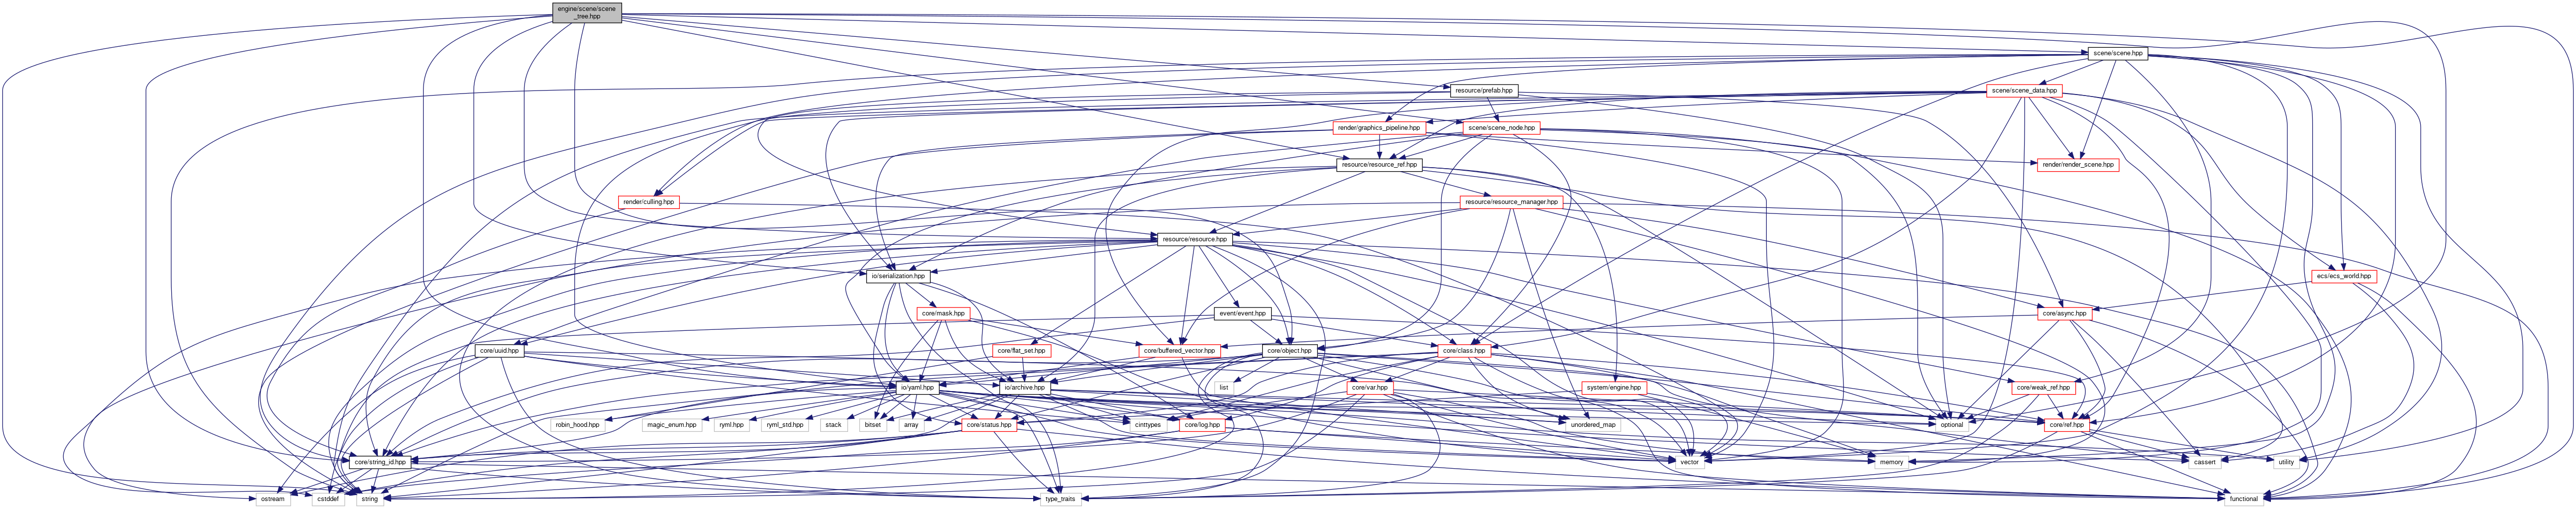 engine/scene/scene
_tree.hpp
scene/scene.hpp
resource/prefab.hpp
scene/scene_data.hpp
render/graphics_pipeline.hpp
scene/scene_node.hpp
resource/resource_ref.hpp
render/render_scene.hpp
render/culling.hpp
resource/resource_manager.hpp
resource/resource.hpp
io/serialization.hpp
ecs/ecs_world.hpp
core/mask.hpp
event/event.hpp
core/async.hpp
core/uuid.hpp
core/flat_set.hpp
core/buffered_vector.hpp
core/object.hpp
core/class.hpp
io/yaml.hpp
io/archive.hpp
list
core/var.hpp
system/engine.hpp
core/weak_ref.hpp
robin_hood.hpp
magic_enum.hpp
ryml.hpp
ryml_std.hpp
stack
bitset
array
core/status.hpp
cinttypes
core/log.hpp
unordered_map
optional
core/ref.hpp
core/string_id.hpp
vector
memory
cassert
utility
ostream
cstddef
string
type_traits
functional